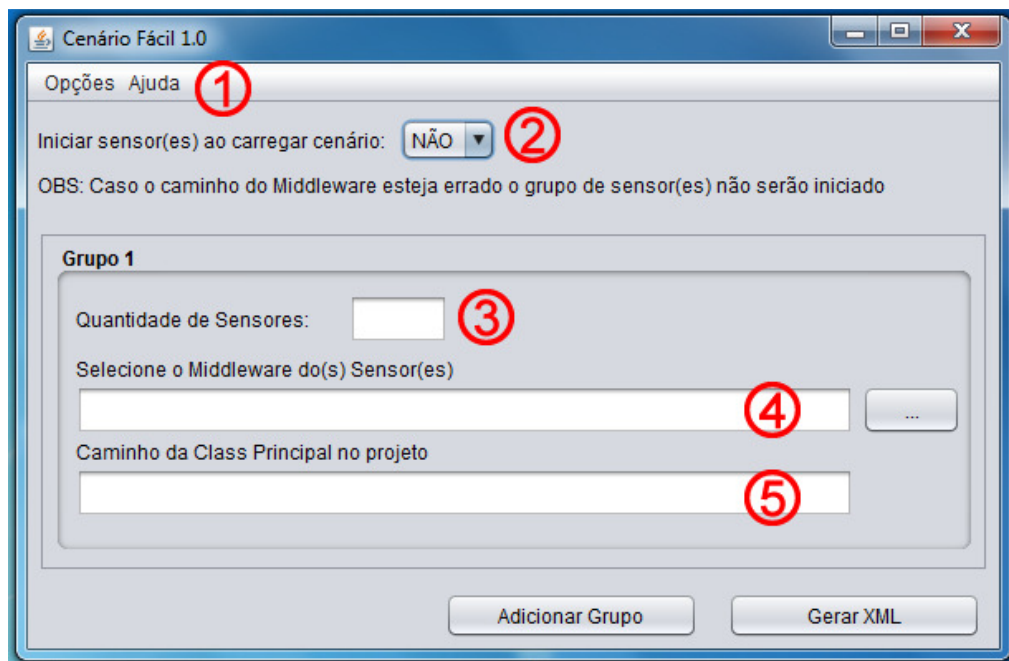 Cenário Fácil 1.0
Opções Ajuda ①
Iniciar sensor(es) ao carregar cenário: NÃO ②
OBS: Caso o caminho do Middleware esteja errado o grupo de sensor(es) não serão iniciado
Grupo 1
Quantidade de Sensores: ③
Selecione o Middleware do(s) Sensor(es)
④ ...
Caminho da Class Principal no projeto
⑤
Adicionar Grupo Gerar XML